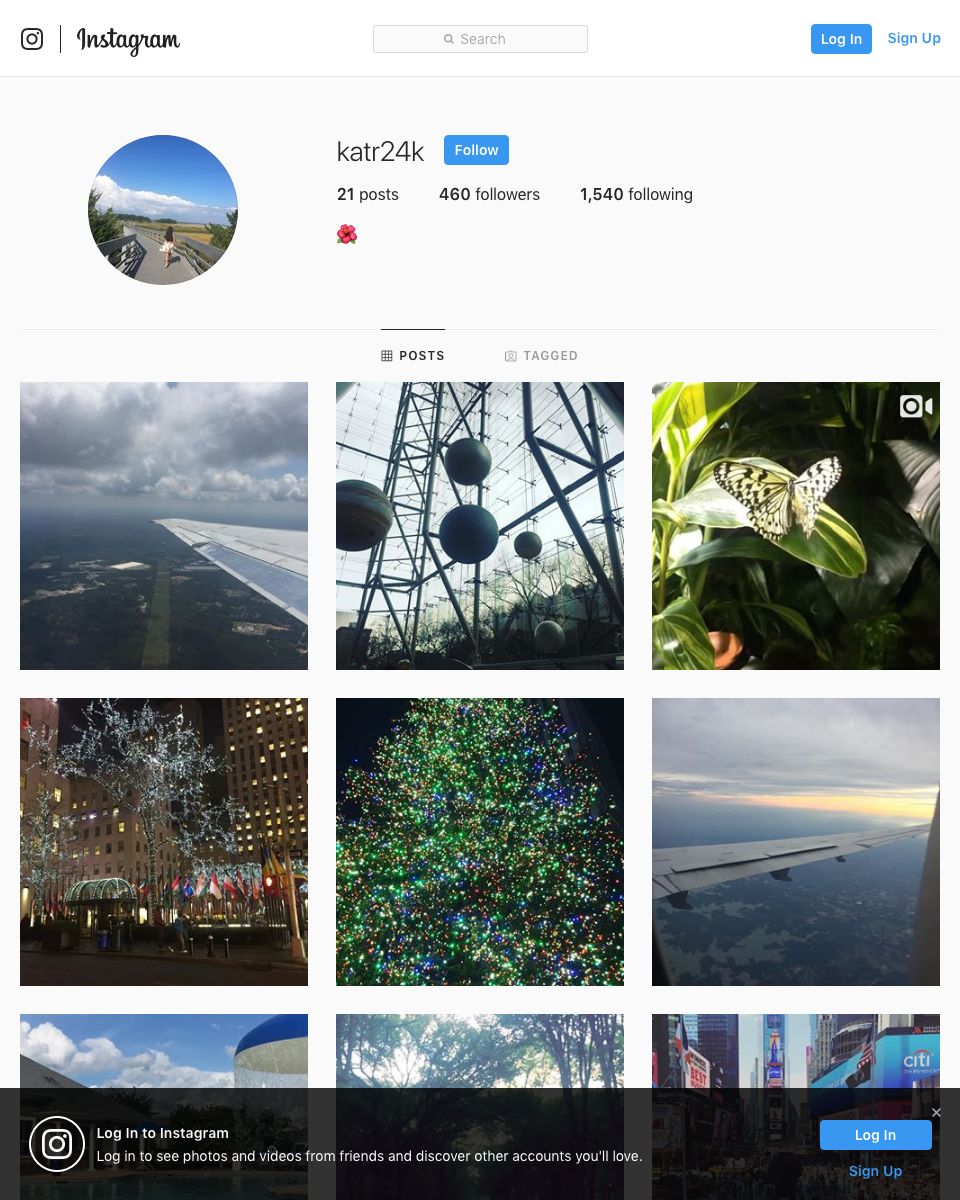 Instagram
Search
Log In
Sign Up
katr24k
Follow
21 posts
460 followers
1,540 following
POSTS
TAGGED
BEST
citi
Log In to Instagram
Log in to see photos and videos from friends and discover other accounts you'll love.
Log In
Sign Up